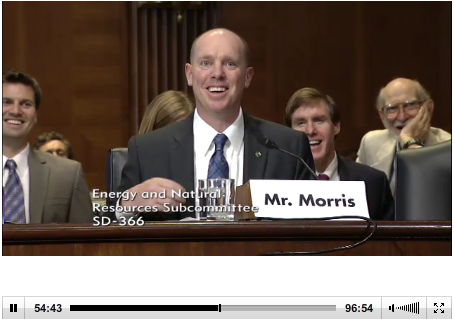 Energy and Natural
Resources Subcommittee
SD-366
Mr. Morris
54:43
96:54